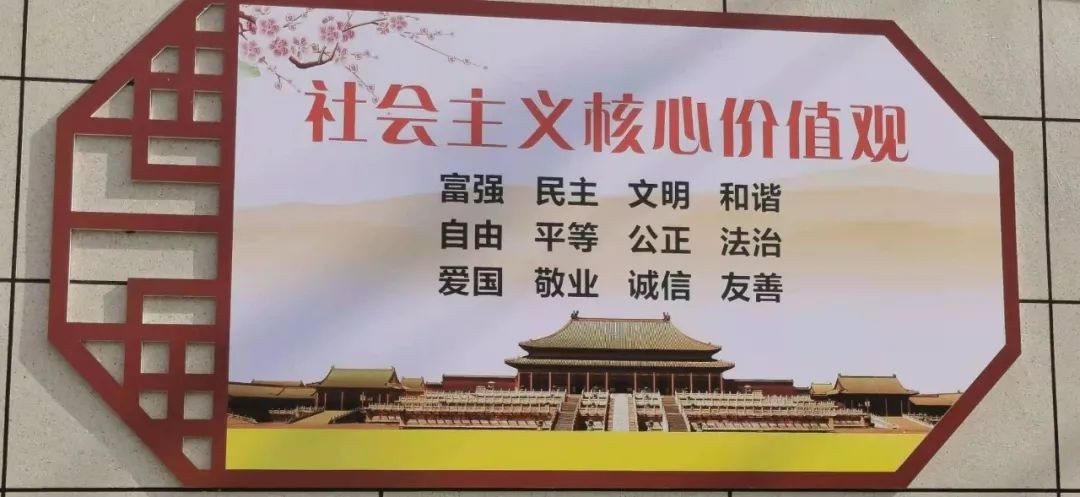 社会主义核心价值观
富强 民主 文明 和谐
自由 平等 公正 法治
爱国 敬业 诚信 友善